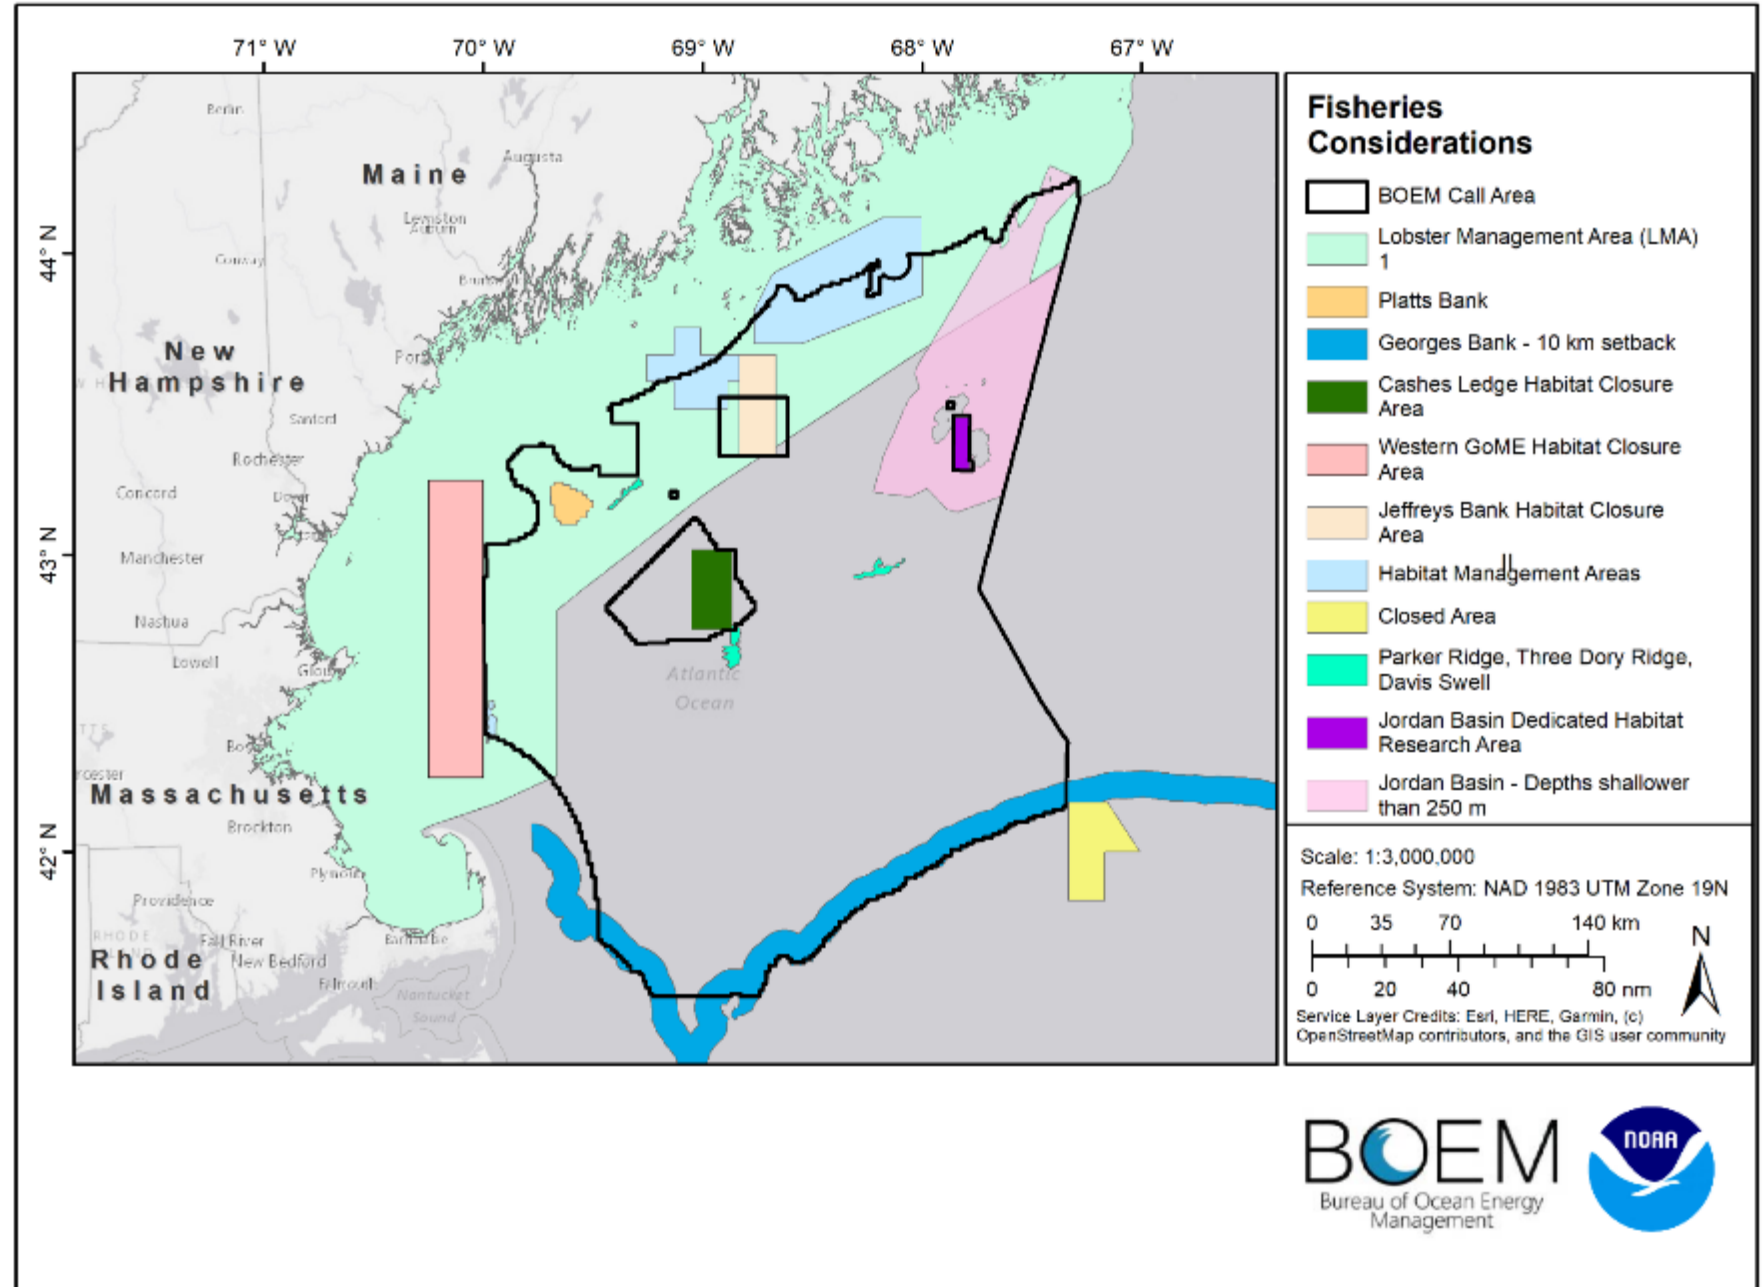 71° W 70° W 69° W 68° W 67° W
44° N
43° N
42° N
Berlin
Augusta
Maine
Lewiston
Auburn
Conway
New
Hampshire
Sanford
Rochester
Concord
Dover
Manchester
Nashua
Lowell
Atlantic
Ocean
Massachusetts
Brockton
Providence
Fall River
New Bedford
Rhode
Island
Barnstable
Falmouth
Nantucket
Sound
Fisheries
Considerations
BOEM Call Area
Lobster Management Area (LMA)
1
Platts Bank
Georges Bank - 10 km setback
Cashes Ledge Habitat Closure
Area
Western GoME Habitat Closure
Area
Jeffreys Bank Habitat Closure
Area
Habitat Management Areas
Closed Area
Parker Ridge, Three Dory Ridge,
Davis Swell
Jordan Basin Dedicated Habitat
Research Area
Jordan Basin - Depths shallower
than 250 m
Scale: 1:3,000,000
Reference System: NAD 1983 UTM Zone 19N
0 35 70 140 km
N
0 20 40 80 nm
Service Layer Credits: Esri, HERE, Garmin, (c)
OpenStreetMap contributors, and the GIS user community
BOEM
Bureau of Ocean Energy
Management
NOAA